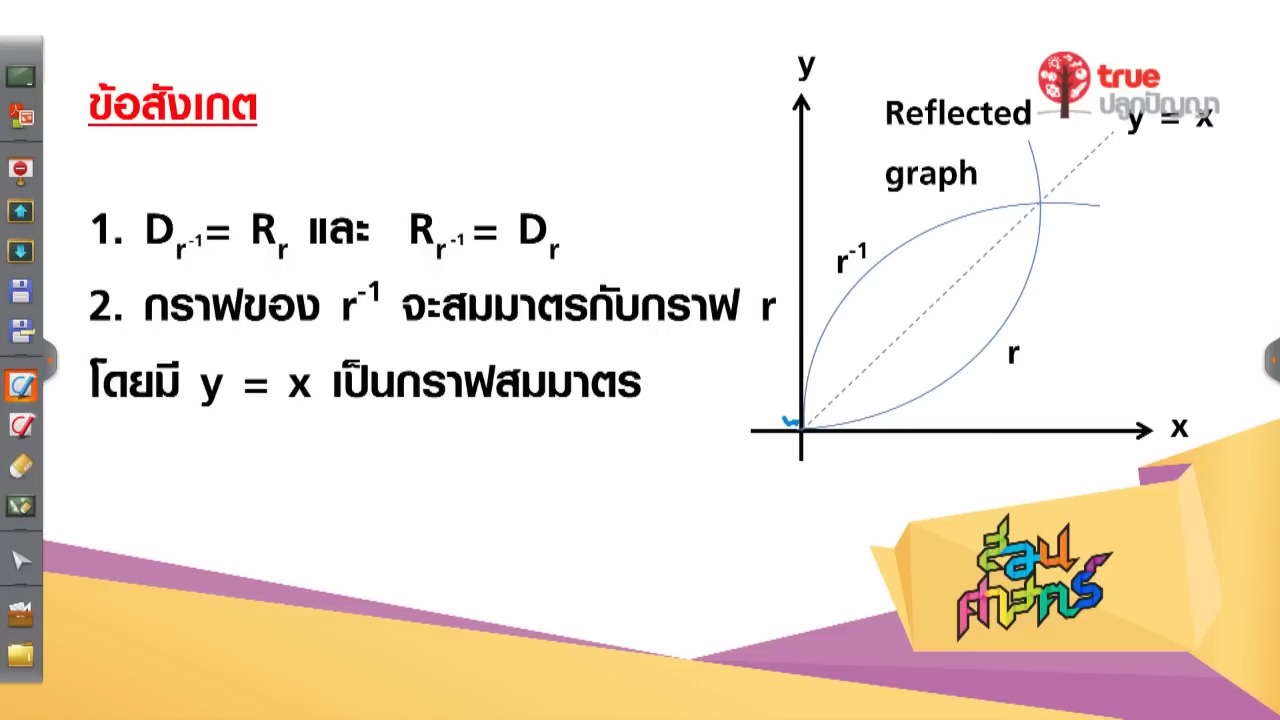 ข้อสังเกต
1. Dr⁻¹= Rr และ Rr⁻¹ = Dr
2. กราฟของ r⁻¹ จะสมมาตรกับกราฟ r
โดยมี y = x เป็นกราฟสมมาตร
y
Reflected
graph
true
ปลูกปัญญา
y = x
r⁻¹
r
x
สอน
ศาสตร์